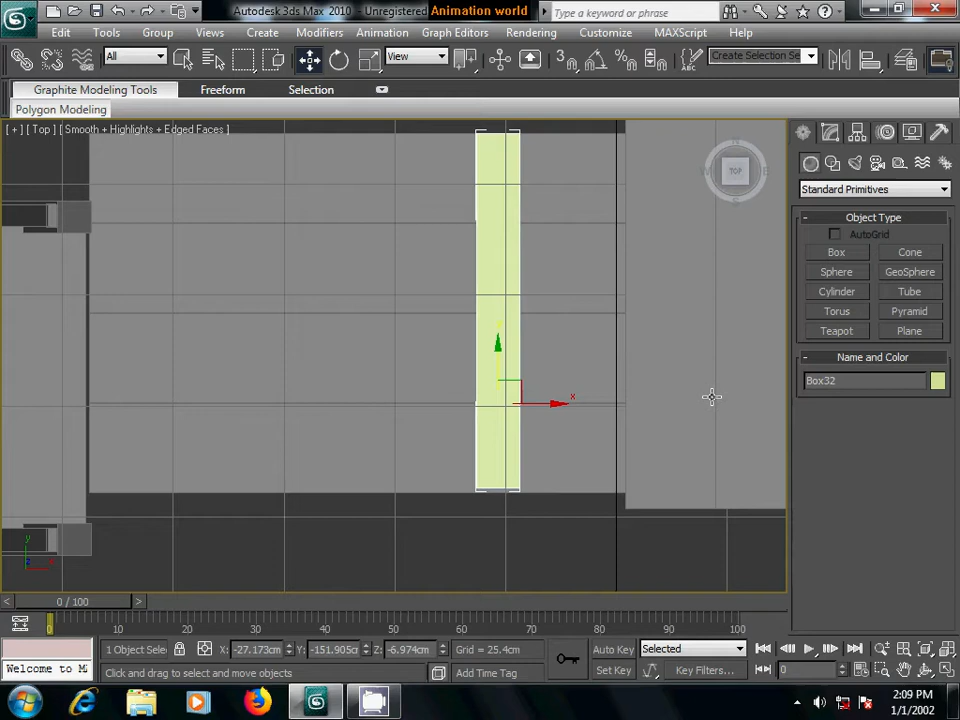 Autodesk 3ds Max 2010 - Unregistered
Animation world
Type a keyword or phrase
Edit Tools Group Views Create Modifiers Animation Graph Editors Rendering Customize MAXScript Help
All View 3 Create Selection Se
Graphite Modeling Tools Freeform Selection
Polygon Modeling
[ + ] [ Top ] [ Smooth + Highlights + Edged Faces ]
TOP
Standard Primitives
- Object Type
AutoGrid
Box Cone
Sphere GeoSphere
Cylinder Tube
Torus Pyramid
Teapot Plane
- Name and Color
Box32
x
y
x
< 0 / 100 >
0 10 20 30 40 50 60 70 80 90 100
1 Object Selec X: -27.173cm Y: -151.905cm Z: -6.974cm Grid = 25.4cm Auto Key Selected
Welcome to M Click and drag to select and move objects Add Time Tag Set Key Key Filters... 0
2:09 PM
1/1/2002